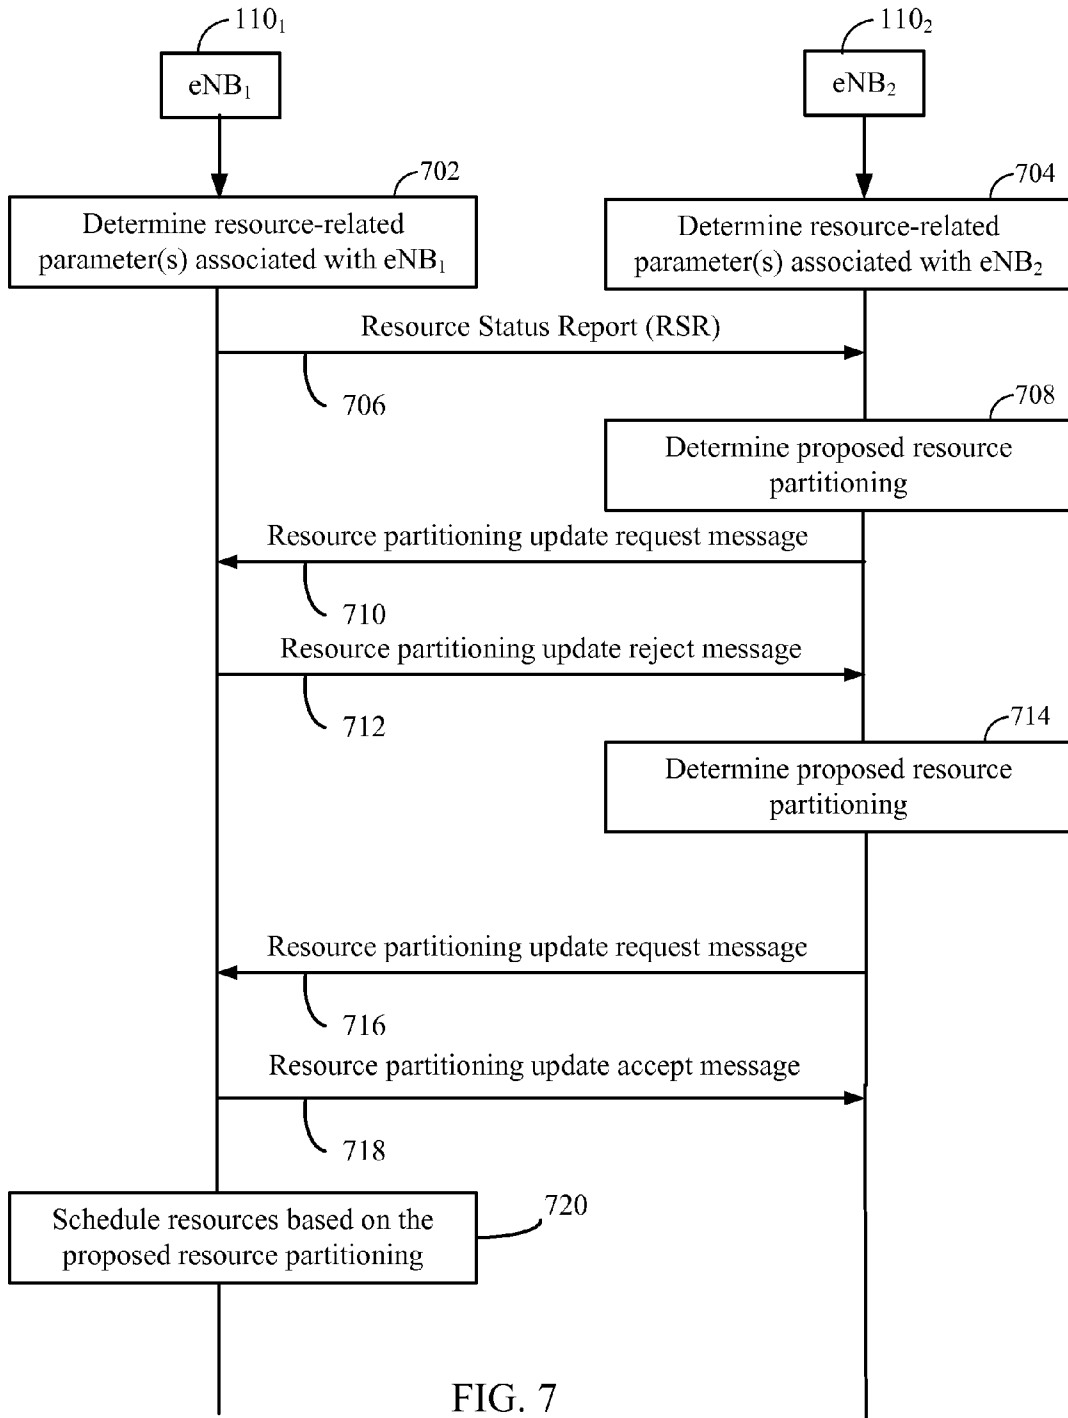 110₁
110₂
eNB₁
eNB₂
702
704
Determine resource-related
parameter(s) associated with eNB₁
Determine resource-related
parameter(s) associated with eNB₂
Resource Status Report (RSR)
706
708
Determine proposed resource
partitioning
Resource partitioning update request message
710
Resource partitioning update reject message
712
714
Determine proposed resource
partitioning
Resource partitioning update request message
716
Resource partitioning update accept message
718
720
Schedule resources based on the
proposed resource partitioning
FIG. 7